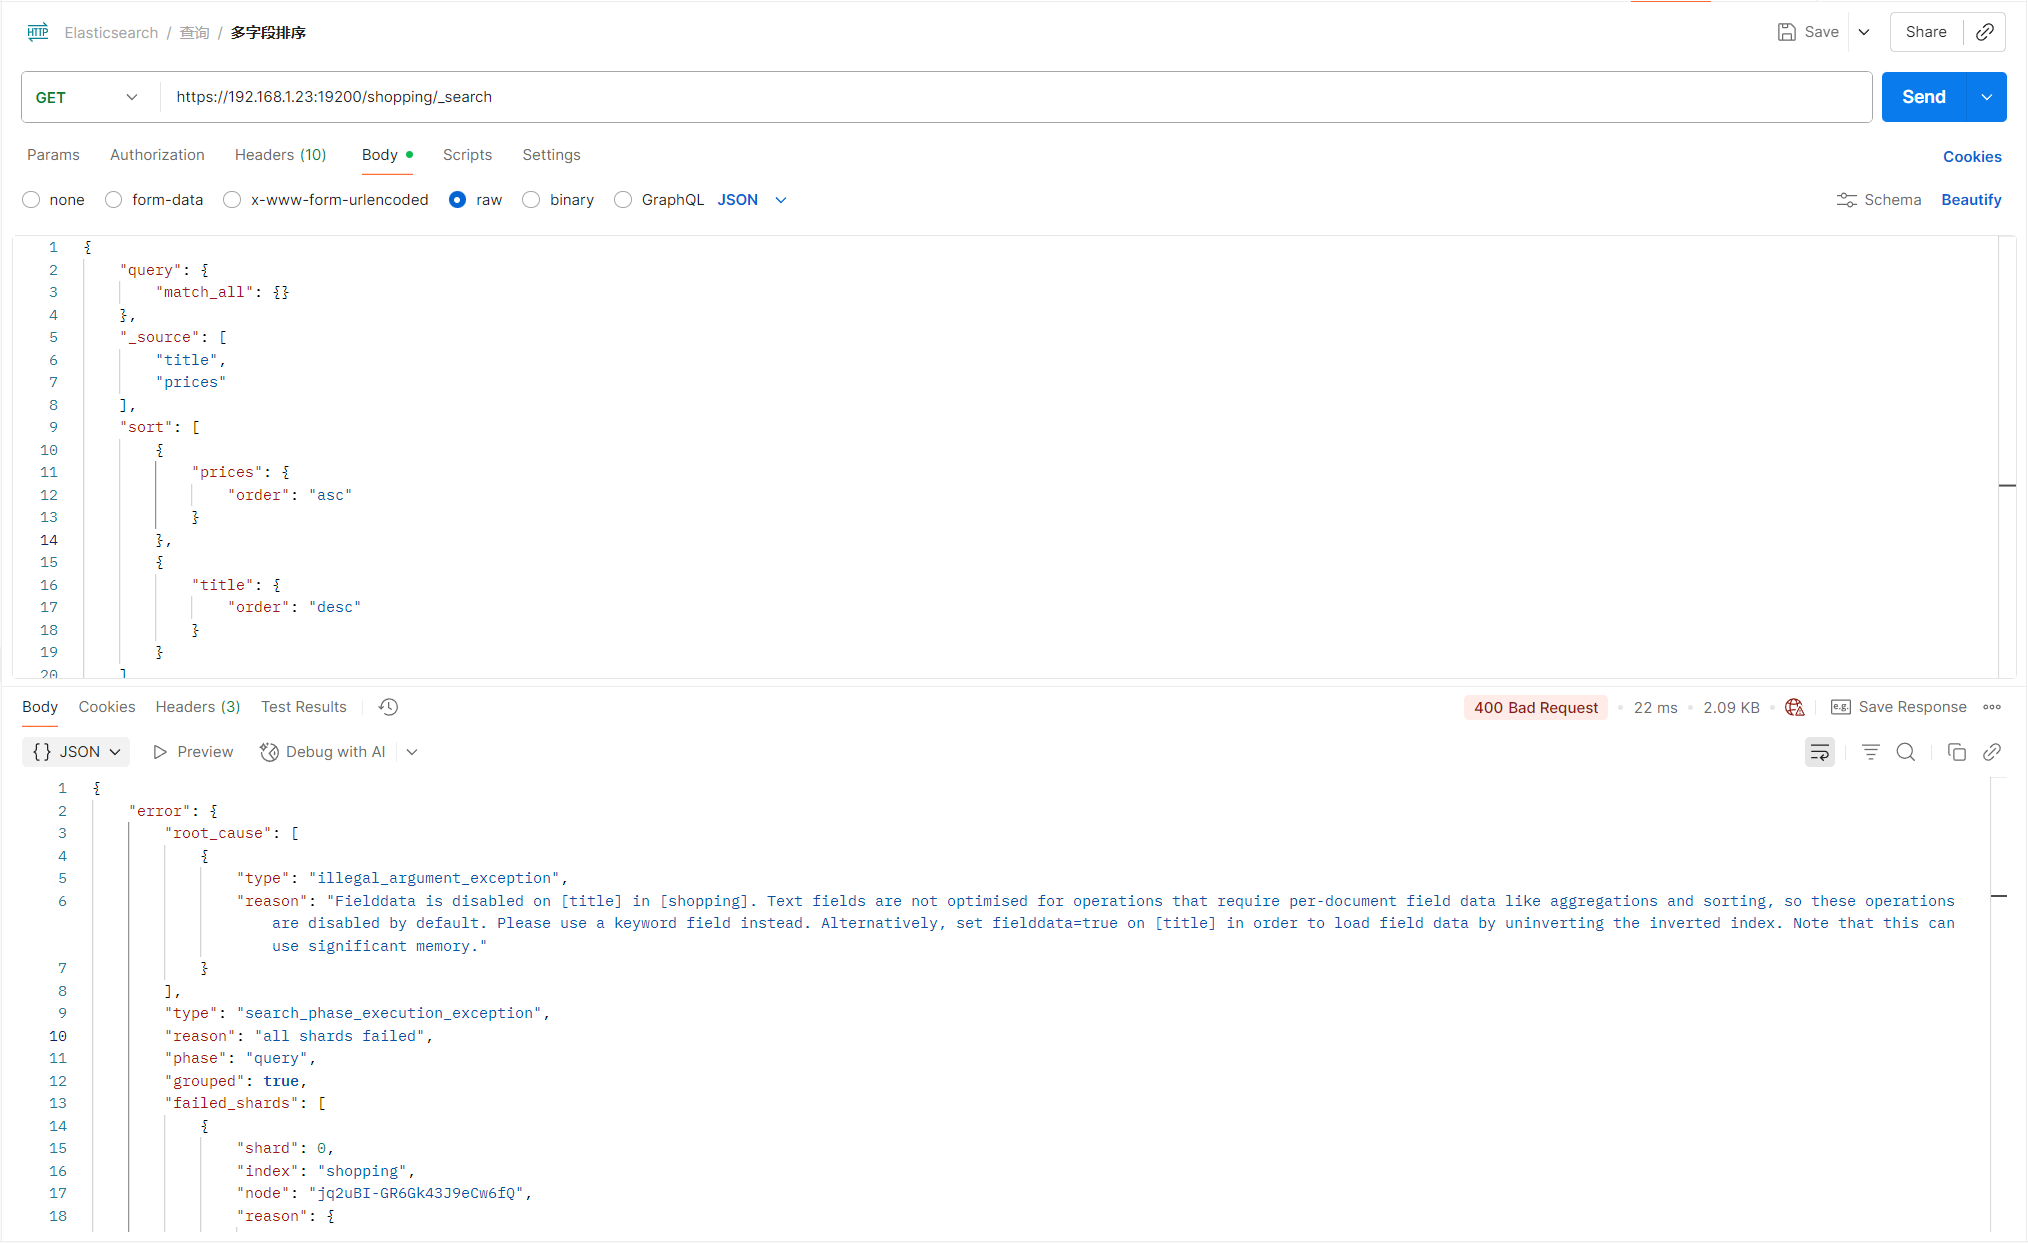 HTTP Elasticsearch / 查询 / 多字段排序 Save Share
GET https://192.168.1.23:19200/shopping/_search Send
Params Authorization Headers (10) Body Scripts Settings Cookies
none form-data x-www-form-urlencoded raw binary GraphQL JSON Schema Beautify
1 {
2 "query": {
3 "match_all": {}
4 },
5 "_source": [
6 "title",
7 "prices"
8 ],
9 "sort": [
10 {
11 "prices": {
12 "order": "asc"
13 }
14 },
15 {
16 "title": {
17 "order": "desc"
18 }
19 }
20 ]
Body Cookies Headers (3) Test Results 400 Bad Request 22 ms 2.09 KB e.g. Save Response
{} JSON Preview Debug with AI
1 {
2 "error": {
3 "root_cause": [
4 {
5 "type": "illegal_argument_exception",
6 "reason": "Fielddata is disabled on [title] in [shopping]. Text fields are not optimised for operations that require per-document field data like aggregations and sorting, so these operations
are disabled by default. Please use a keyword field instead. Alternatively, set fielddata=true on [title] in order to load field data by uninverting the inverted index. Note that this can
use significant memory."
7 }
8 ],
9 "type": "search_phase_execution_exception",
10 "reason": "all shards failed",
11 "phase": "query",
12 "grouped": true,
13 "failed_shards": [
14 {
15 "shard": 0,
16 "index": "shopping",
17 "node": "jq2uBI-GR6Gk43J9eCw6fQ",
18 "reason": {